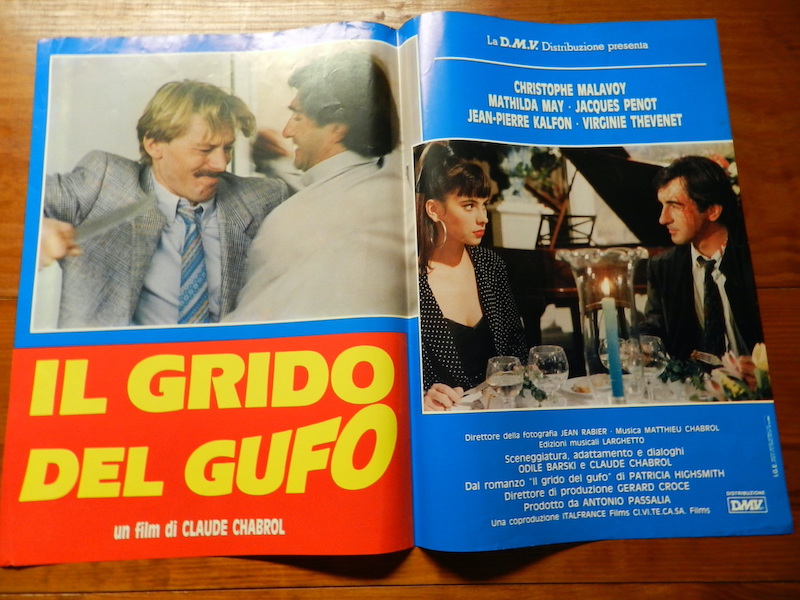 IL GRIDO
DEL GUFO
un film di CLAUDE CHABROL
La D.M.V. Distribuzione presenta
CHRISTOPHE MALAVOY
MATHILDA MAY · JACQUES PENOT
JEAN-PIERRE KALFON · VIRGINIE THEVENET
Direttore della fotografia JEAN RABIER · Musica MATTHIEU CHABROL
Edizioni musicali LARGHETTO
Sceneggiatura, adattamento e dialoghi
ODILE BARSKI e CLAUDE CHABROL
Dal romanzo "Il grido del gufo" di PATRICIA HIGHSMITH
Direttore di produzione GERARD CROCE
Prodotto da ANTONIO PASSALIA
Una coproduzione ITALFRANCE Films CI.VI.TE.CA.SA. Films
DISTRIBUZIONE
DMV